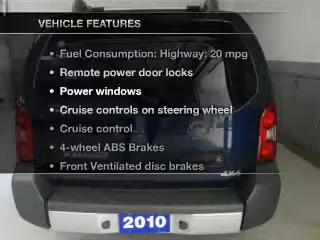 VEHICLE FEATURES
• Fuel Consumption: Highway: 20 mpg
• Remote power door locks
• Power windows
• Cruise controls on steering wheel
• Cruise control
• 4-wheel ABS Brakes
• Front Ventilated disc brakes
4X4
2010